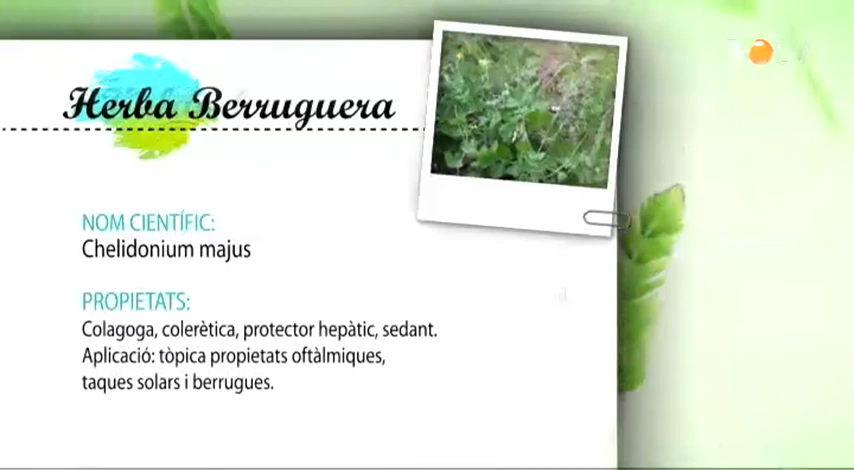 Herba Berruguera
NOM CIENTÍFIC:
Chelidonium majus
PROPIETATS:
Colagoga, colerètica, protector hepàtic, sedant.
Aplicació: tòpica propietats oftàlmiques,
taques solars i berrugues.